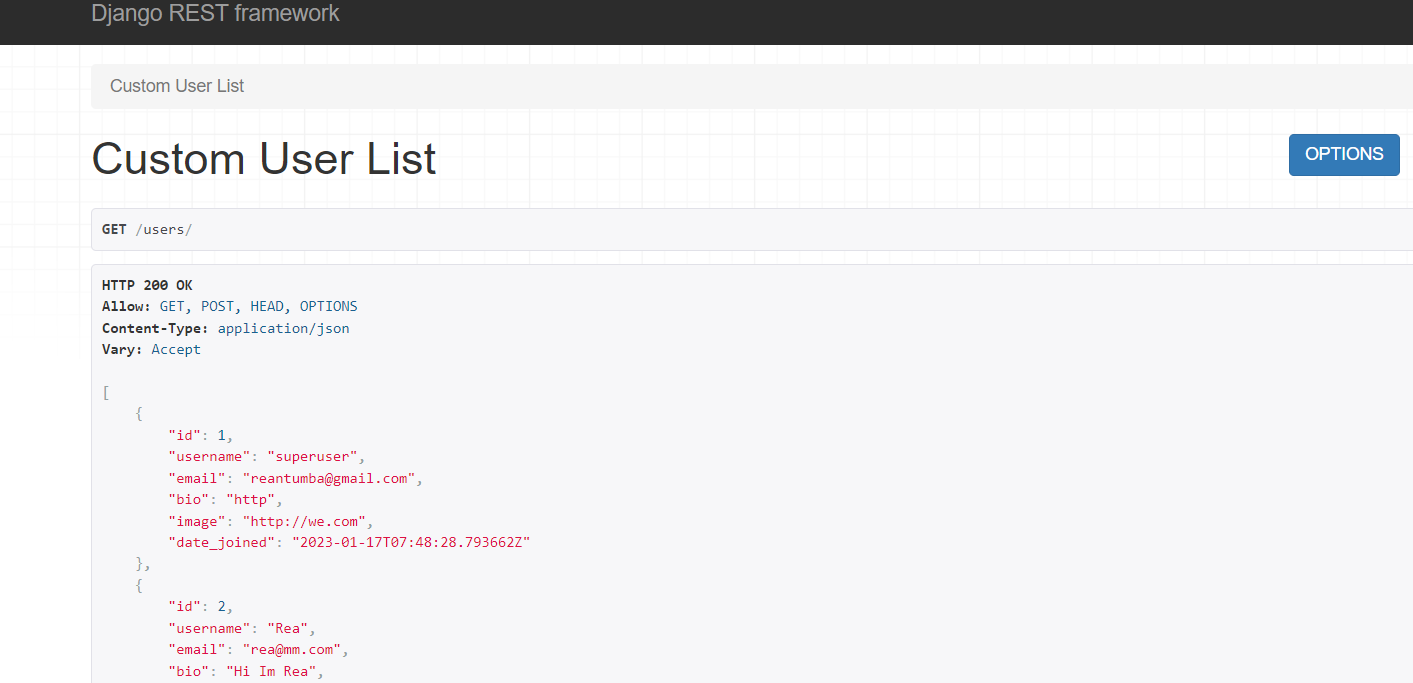 Django REST framework
Custom User List
Custom User List
OPTIONS
GET /users/
HTTP 200 OK
Allow: GET, POST, HEAD, OPTIONS
Content-Type: application/json
Vary: Accept
[
    {
        "id": 1,
        "username": "superuser",
        "email": "reantumba@gmail.com",
        "bio": "http",
        "image": "http://we.com",
        "date_joined": "2023-01-17T07:48:28.793662Z"
    },
    {
        "id": 2,
        "username": "Rea",
        "email": "rea@mm.com",
        "bio": "Hi Im Rea",